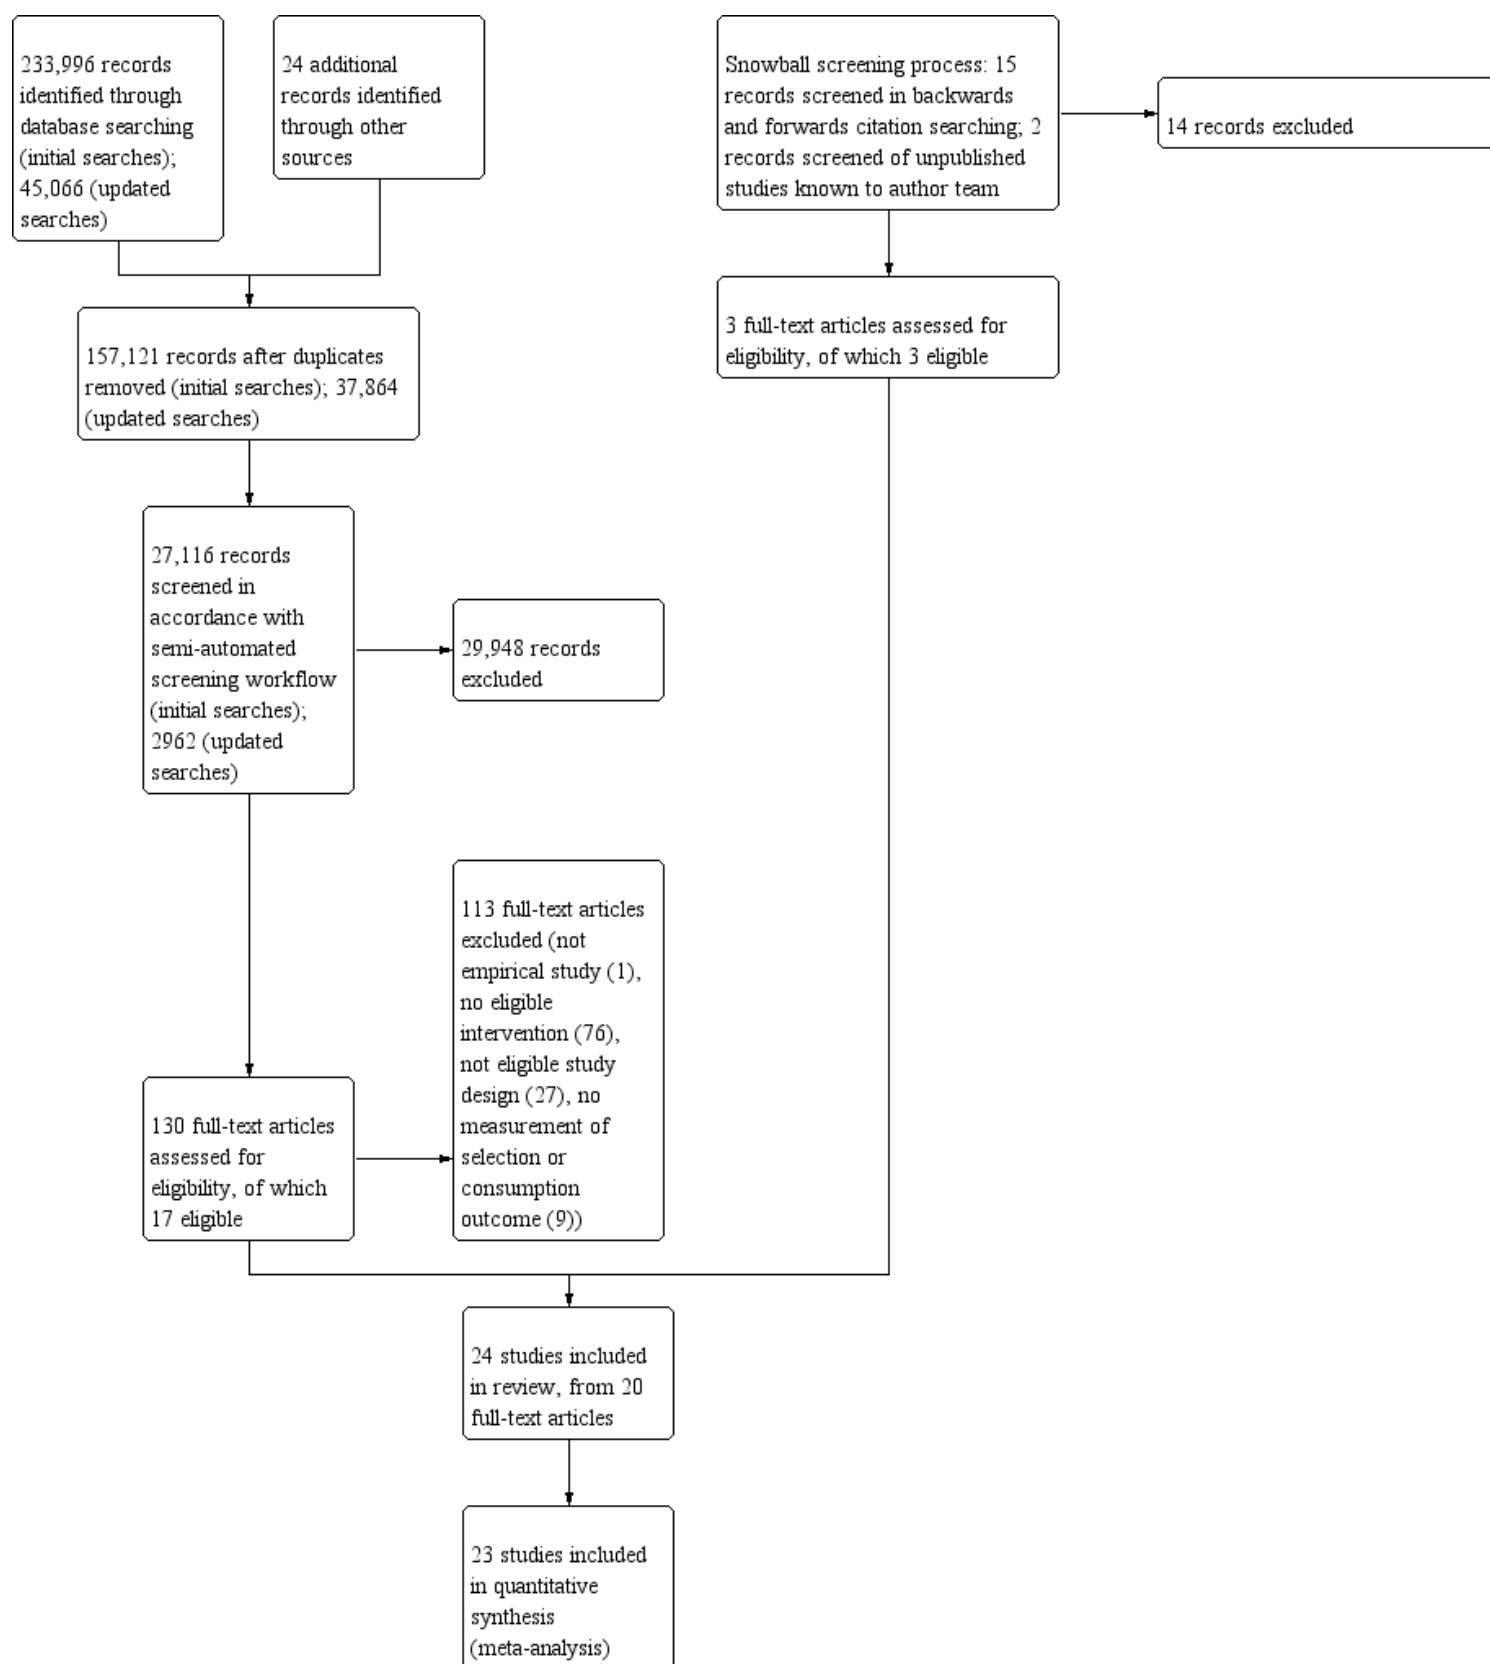 233,996 records
identified through
database searching
(initial searches);
45,066 (updated
searches)
24 additional
records identified
through other
sources
Snowball screening process: 15
records screened in backwards
and forwards citation searching; 2
records screened of unpublished
studies known to author team
14 records excluded
157,121 records after duplicates
removed (initial searches); 37,864
(updated searches)
3 full-text articles assessed for
eligibility, of which 3 eligible
27,116 records
screened in
accordance with
semi-automated
screening workflow
(initial searches);
2962 (updated
searches)
29,948 records
excluded
113 full-text articles
excluded (not
empirical study (1),
no eligible
intervention (76),
not eligible study
design (27), no
measurement of
selection or
consumption
outcome (9))
130 full-text articles
assessed for
eligibility, of which
17 eligible
24 studies included
in review, from 20
full-text articles
23 studies included
in quantitative
synthesis
(meta-analysis)